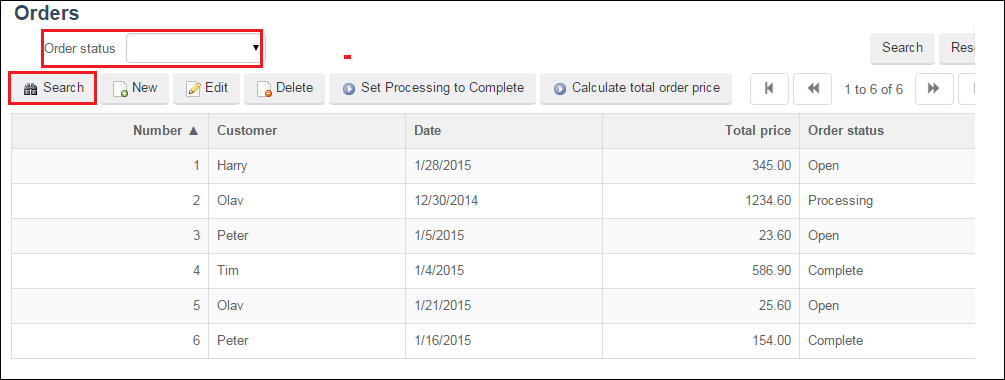 Orders
Order status
Search Rese
Search New Edit Delete Set Processing to Complete Calculate total order price 1 to 6 of 6
Number ▲ Customer Date Total price Order status
1 Harry 1/28/2015 345.00 Open
2 Olav 12/30/2014 1234.60 Processing
3 Peter 1/5/2015 23.60 Open
4 Tim 1/4/2015 586.90 Complete
5 Olav 1/21/2015 25.60 Open
6 Peter 1/16/2015 154.00 Complete